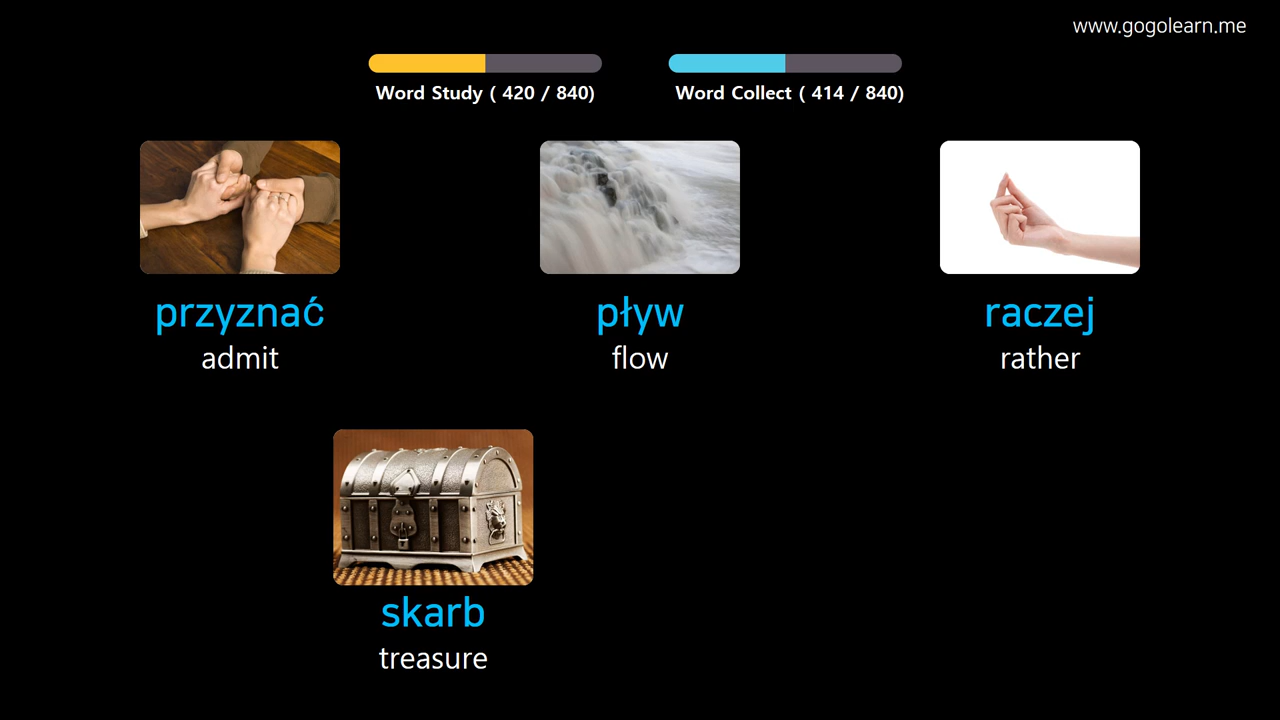 www.gogolearn.me
Word Study ( 420 / 840)
Word Collect ( 414 / 840)
przyznać
admit
pływ
flow
raczej
rather
skarb
treasure